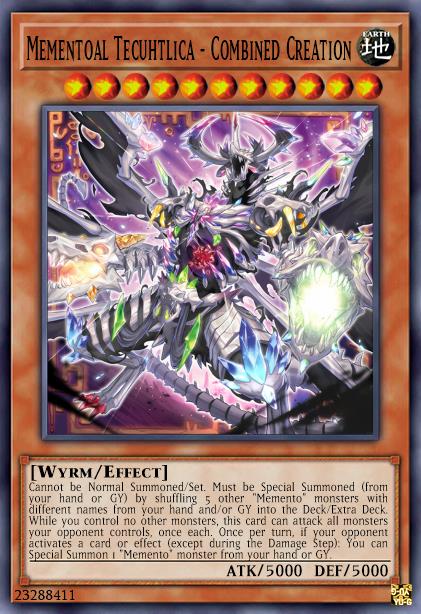 Mementoal Tecuhtlica - Combined Creation
EARTH
地
[Wyrm/Effect]
Cannot be Normal Summoned/Set. Must be Special Summoned (from
your hand or GY) by shuffling 5 other "Memento" monsters with
different names from your hand and/or GY into the Deck/Extra Deck.
While you control no other monsters, this card can attack all monsters
your opponent controls, once each. Once per turn, if your opponent
activates a card or effect (except during the Damage Step): You can
Special Summon 1 "Memento" monster from your hand or GY.
ATK/5000 DEF/5000
23288411